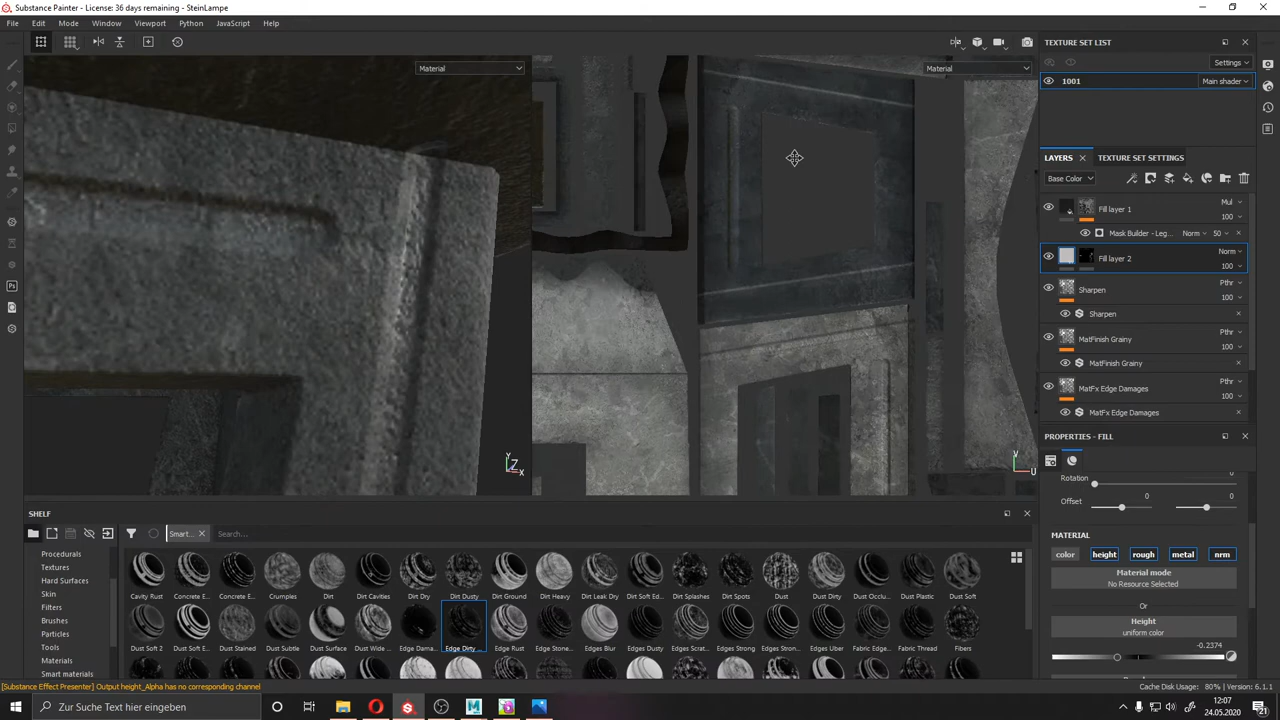 Substance Painter - License: 36 days remaining - SteinLampe
File Edit Mode Window Viewport Python JavaScript Help
Material
Material
TEXTURE SET LIST
Settings
1001 Main shader
LAYERS TEXTURE SET SETTINGS
Base Color
Fill layer 1 Mul 100
Mask Builder - Leg... Norm 50
Fill layer 2 Norm 100
Sharpen Pthr 100
Sharpen
MatFinish Grainy Pthr 100
MatFinish Grainy
MatFx Edge Damages Pthr 100
MatFx Edge Damages
PROPERTIES - FILL
Rotation 0
Offset 0 0
MATERIAL
color height rough metal nrm
Material mode
No Resource Selected
Or
Height
uniform color
-0.2374
Y Z X
V U
SHELF
Smart... Search...
Procedurals
Textures
Hard Surfaces
Skin
Filters
Brushes
Particles
Tools
Materials
Smart materials
Cavity Rust Concrete E... Concrete E... Crumples Dirt Dirt Cavities Dirt Dry Dirt Dusty Dirt Ground Dirt Heavy Dirt Leak Dry Dirt Soft Ed... Dirt Splashes Dirt Spots Dust Dust Dirty Dust Occlu... Dust Plastic Dust Soft
Dust Soft 2 Dust Stained Dust Subtle Dust Surface Dust Wide ... Edge Dama... Edge Dirty ... Edge Rust Edge Stone... Edges Blur Edges Dusty Edges Scrat... Edges Strong Edges Stron... Edges Uber Fabric Edge... Fabric Thread Fibers
[Substance Effect Presenter] Output height_Alpha has no corresponding channel
Cache Disk Usage: 80% | Version: 6.1.1
Zur Suche Text hier eingeben
12:07
24.05.2020
21